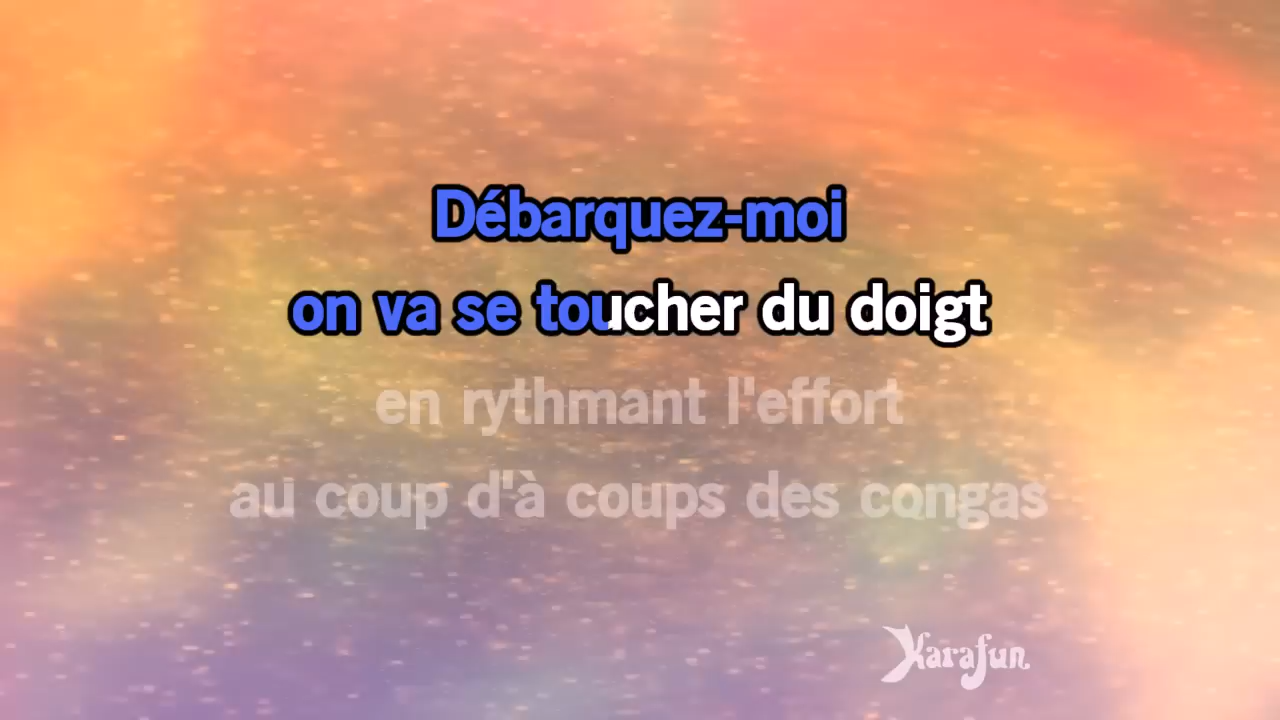 Débarquez-moi
on va se toucher du doigt
en rythmant l'effort
au coup d'à coups des congas
Karafun